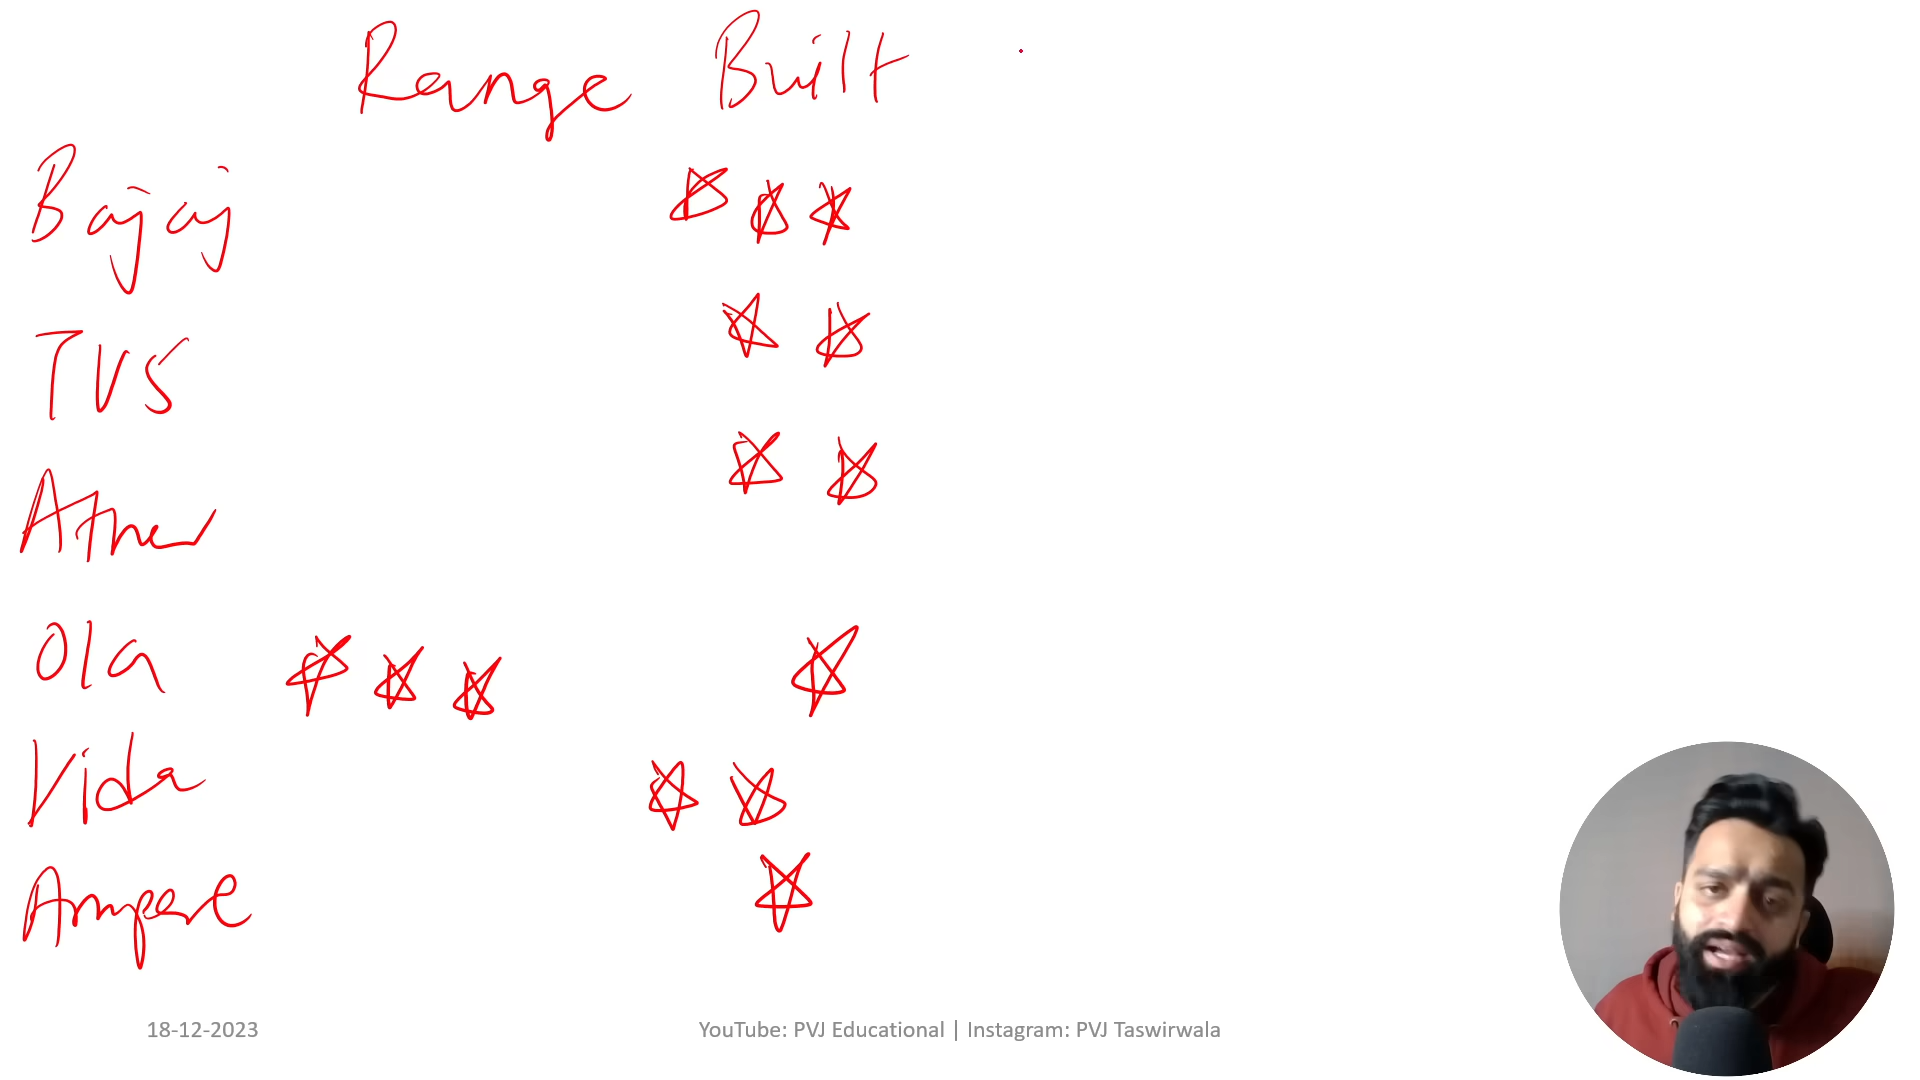 Range Built
Bajaj
TVS
Ather
Ola
Vida
Ampere
18-12-2023 YouTube: PVJ Educational | Instagram: PVJ Taswirwala